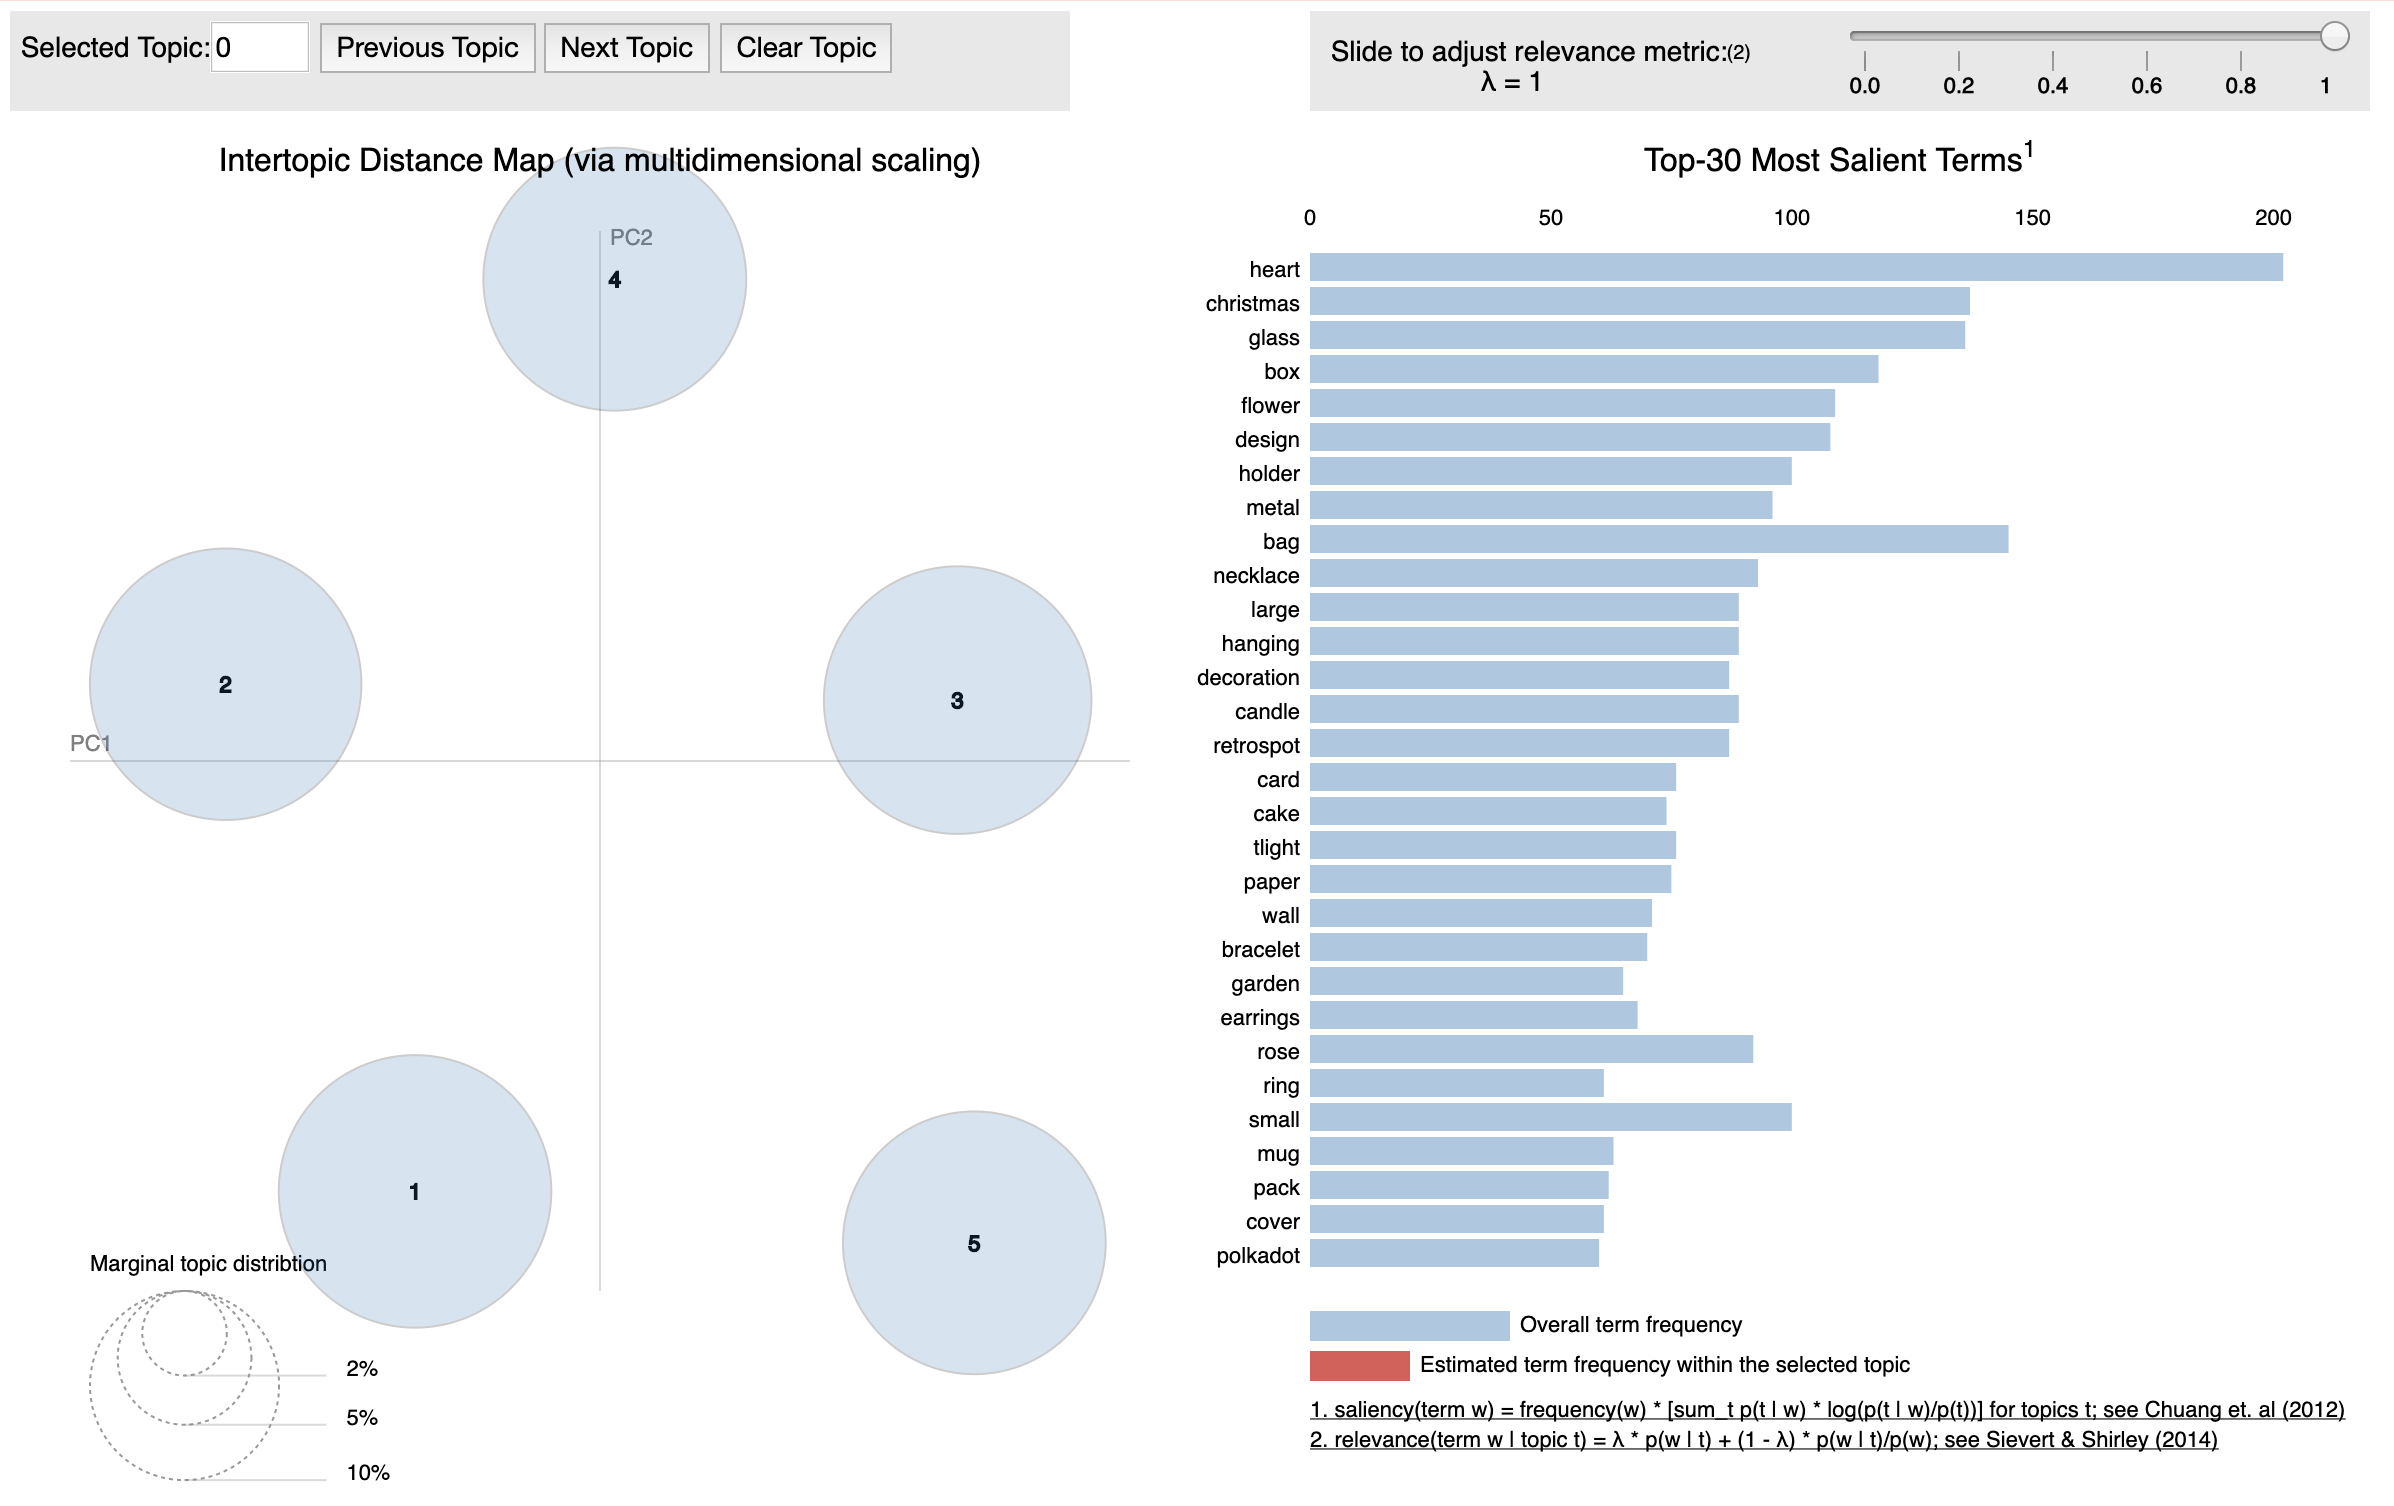 Selected Topic: 0 Previous Topic Next Topic Clear Topic
Slide to adjust relevance metric:(2)
λ = 1
0.0 0.2 0.4 0.6 0.8 1
Intertopic Distance Map (via multidimensional scaling)
PC2
4
2
3
PC1
1
5
Marginal topic distribtion
2%
5%
10%
Top-30 Most Salient Terms1
0 50 100 150 200
heart
christmas
glass
box
flower
design
holder
metal
bag
necklace
large
hanging
decoration
candle
retrospot
card
cake
tlight
paper
wall
bracelet
garden
earrings
rose
ring
small
mug
pack
cover
polkadot
Overall term frequency
Estimated term frequency within the selected topic
1. saliency(term w) = frequency(w) * [sum_t p(t | w) * log(p(t | w)/p(t))] for topics t; see Chuang et. al (2012)
2. relevance(term w | topic t) = λ * p(w | t) + (1 - λ) * p(w | t)/p(w); see Sievert & Shirley (2014)